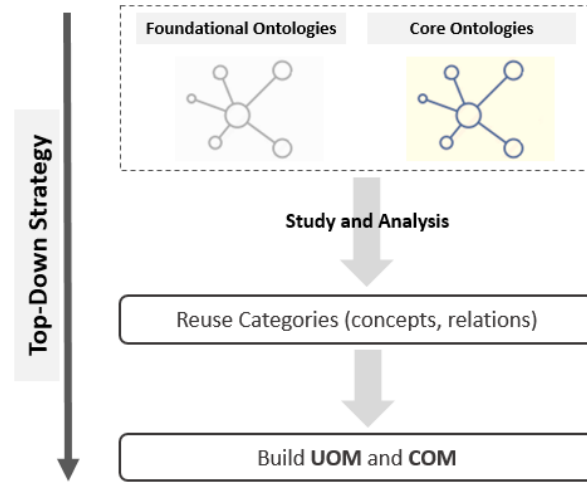 Foundational Ontologies
Core Ontologies
Top-Down Strategy
Study and Analysis
Reuse Categories (concepts, relations)
Build UOM and COM